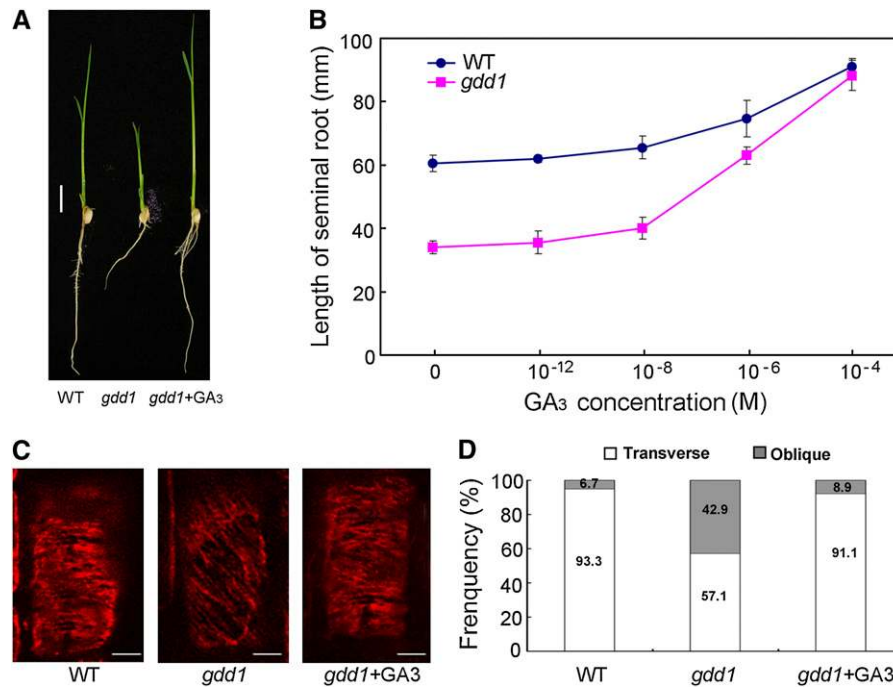 A
WT gdd1 gdd1+GA3
B
WT
gdd1
Length of seminal root (mm)
100
80
60
40
20
0
0 10-12 10-8 10-6 10-4
GA3 concentration (M)
C
WT gdd1 gdd1+GA3
D
Transverse Oblique
Frenquency (%)
100
80
60
40
20
0
6.7 42.9 8.9
93.3 57.1 91.1
WT gdd1 gdd1+GA3